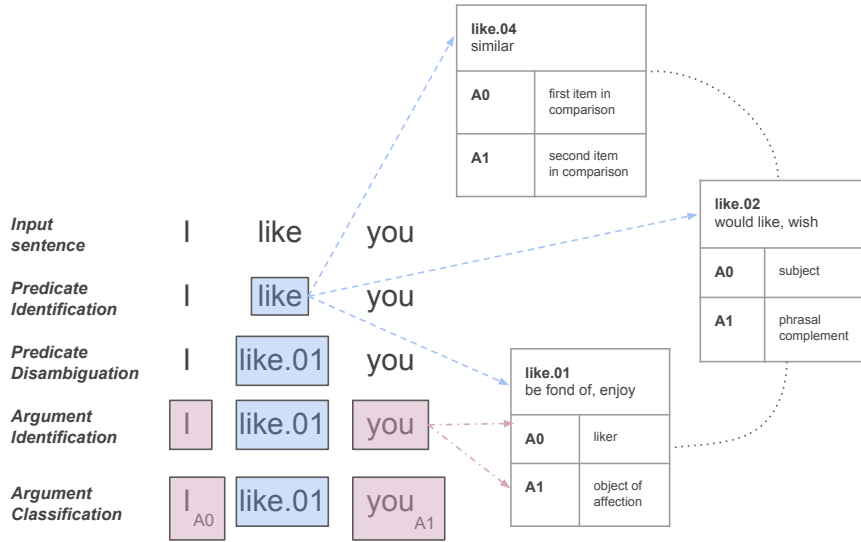 like.04
similar
A0 first item in
comparison
A1 second item
in comparison
like.02
would like, wish
A0 subject
A1 phrasal
complement
like.01
be fond of, enjoy
A0 liker
A1 object of
affection
Input
sentence
I like you
Predicate
Identification
I like you
Predicate
Disambiguation
I like.01 you
Argument
Identification
I like.01 you
Argument
Classification
I A0 like.01 you A1